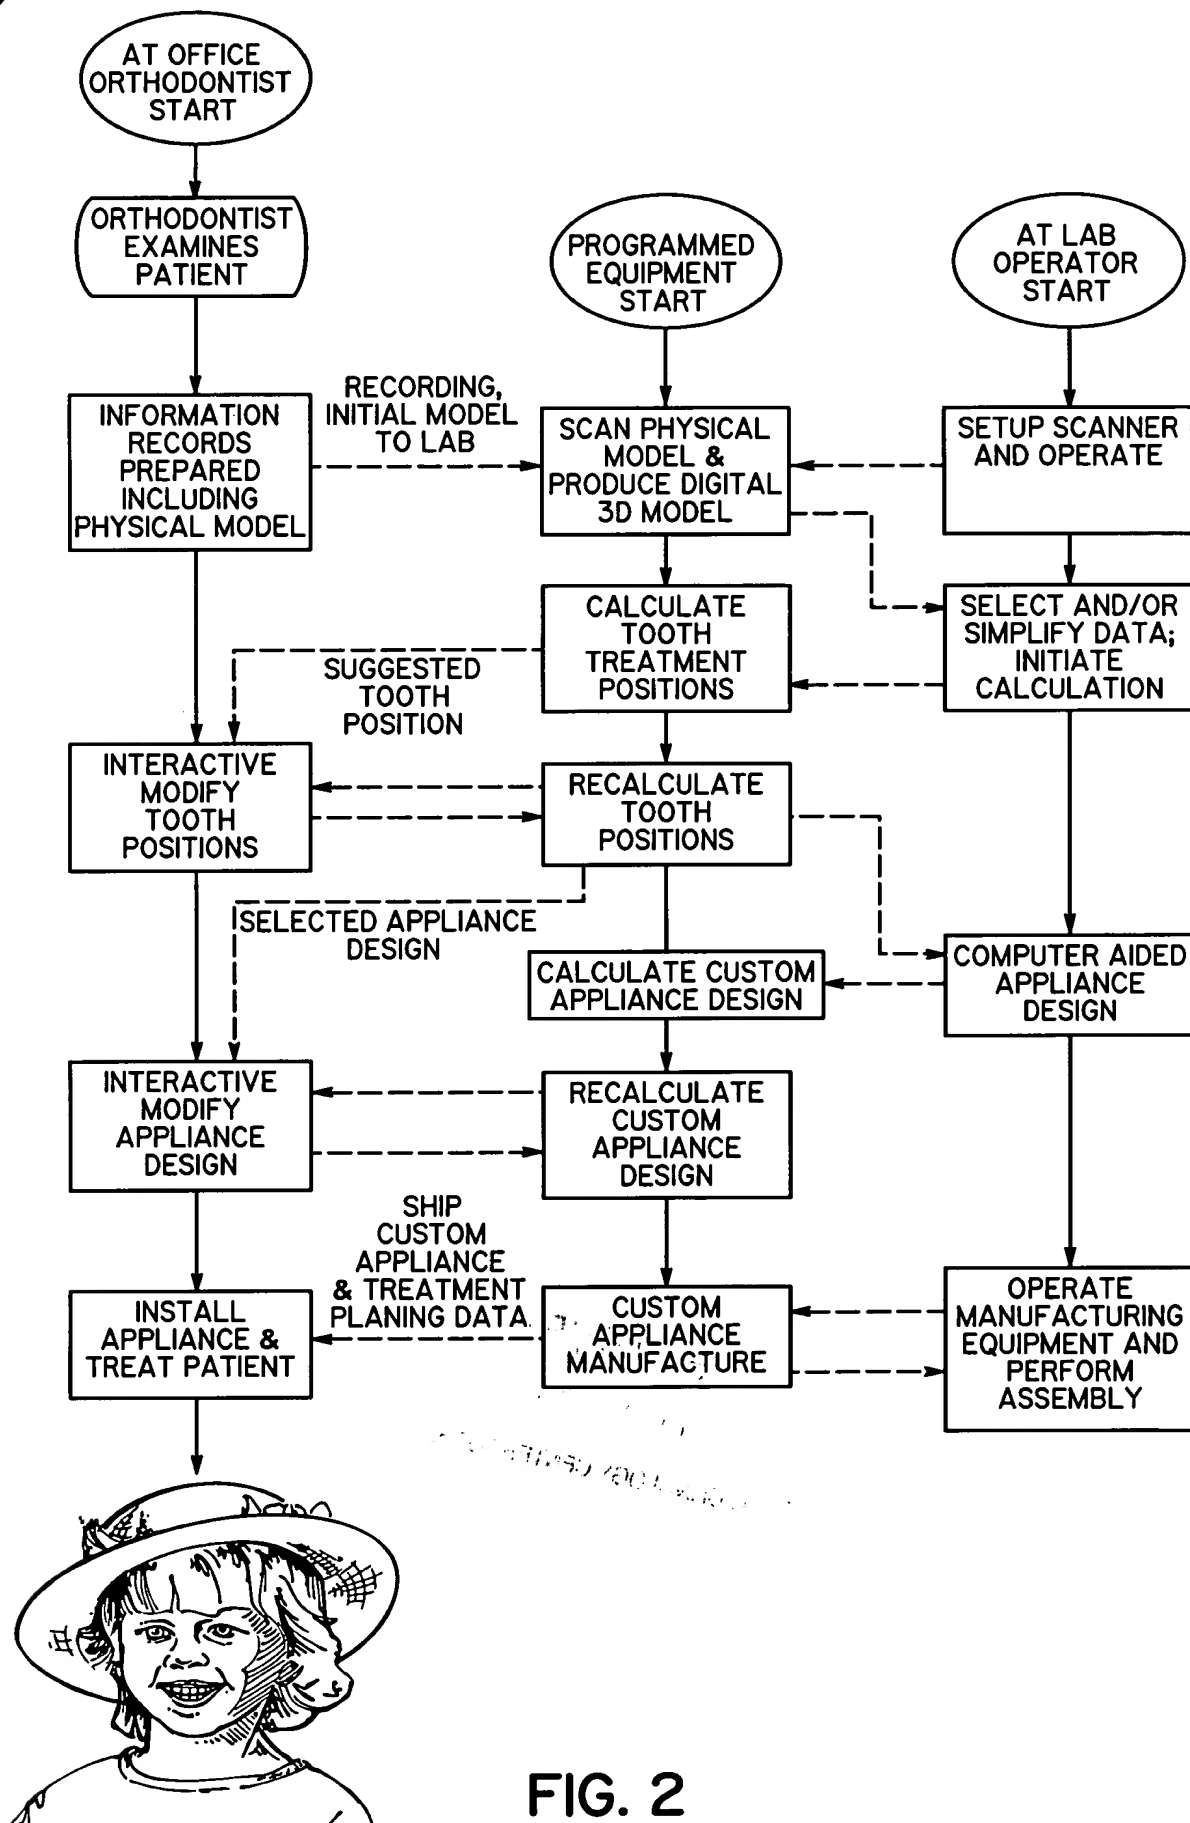 AT OFFICE
ORTHODONTIST
START
ORTHODONTIST
EXAMINES
PATIENT
PROGRAMMED
EQUIPMENT
START
AT LAB
OPERATOR
START
INFORMATION
RECORDS
PREPARED
INCLUDING
PHYSICAL MODEL
RECORDING,
INITIAL MODEL
TO LAB
SCAN PHYSICAL
MODEL &
PRODUCE DIGITAL
3D MODEL
SETUP SCANNER
AND OPERATE
CALCULATE
TOOTH
TREATMENT
POSITIONS
SELECT AND/OR
SIMPLIFY DATA;
INITIATE
CALCULATION
SUGGESTED
TOOTH
POSITION
INTERACTIVE
MODIFY
TOOTH
POSITIONS
RECALCULATE
TOOTH
POSITIONS
SELECTED APPLIANCE
DESIGN
CALCULATE CUSTOM
APPLIANCE DESIGN
COMPUTER AIDED
APPLIANCE
DESIGN
INTERACTIVE
MODIFY
APPLIANCE
DESIGN
RECALCULATE
CUSTOM
APPLIANCE
DESIGN
SHIP
CUSTOM
APPLIANCE
& TREATMENT
PLANING DATA
INSTALL
APPLIANCE &
TREAT PATIENT
CUSTOM
APPLIANCE
MANUFACTURE
OPERATE
MANUFACTURING
EQUIPMENT AND
PERFORM
ASSEMBLY
FIG. 2